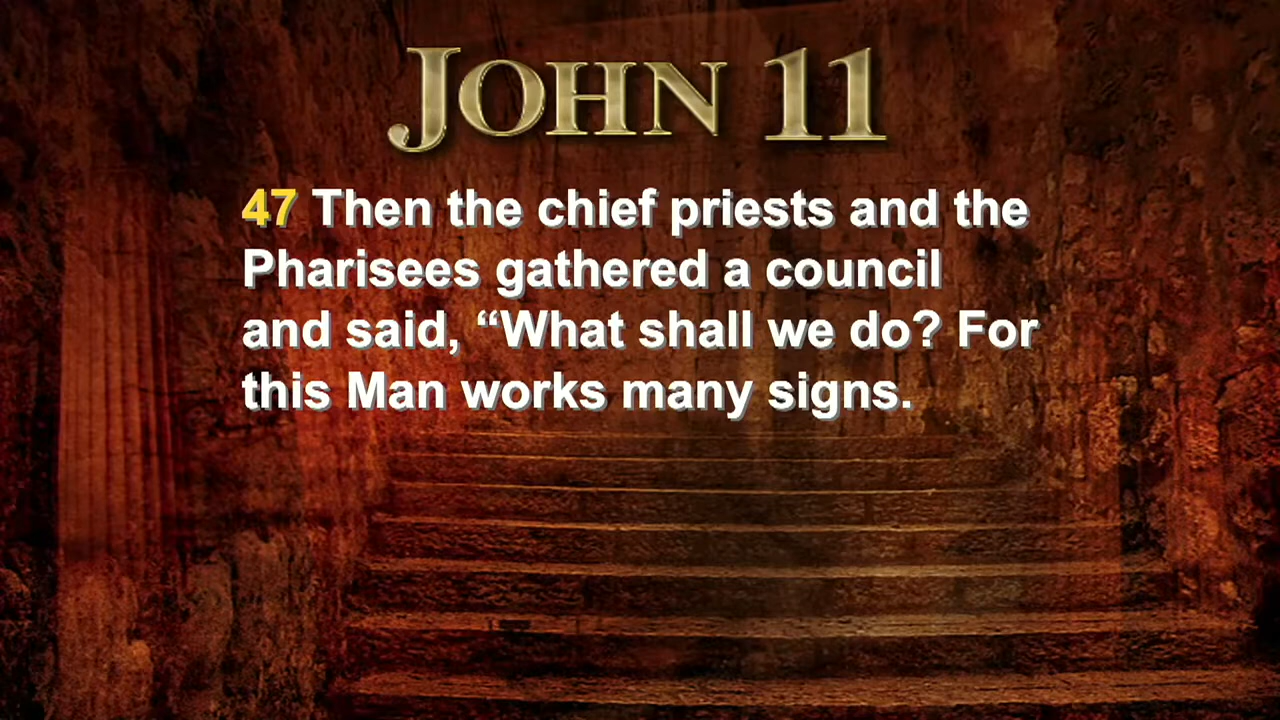 JOHN 11
47 Then the chief priests and the
Pharisees gathered a council
and said, “What shall we do? For
this Man works many signs.